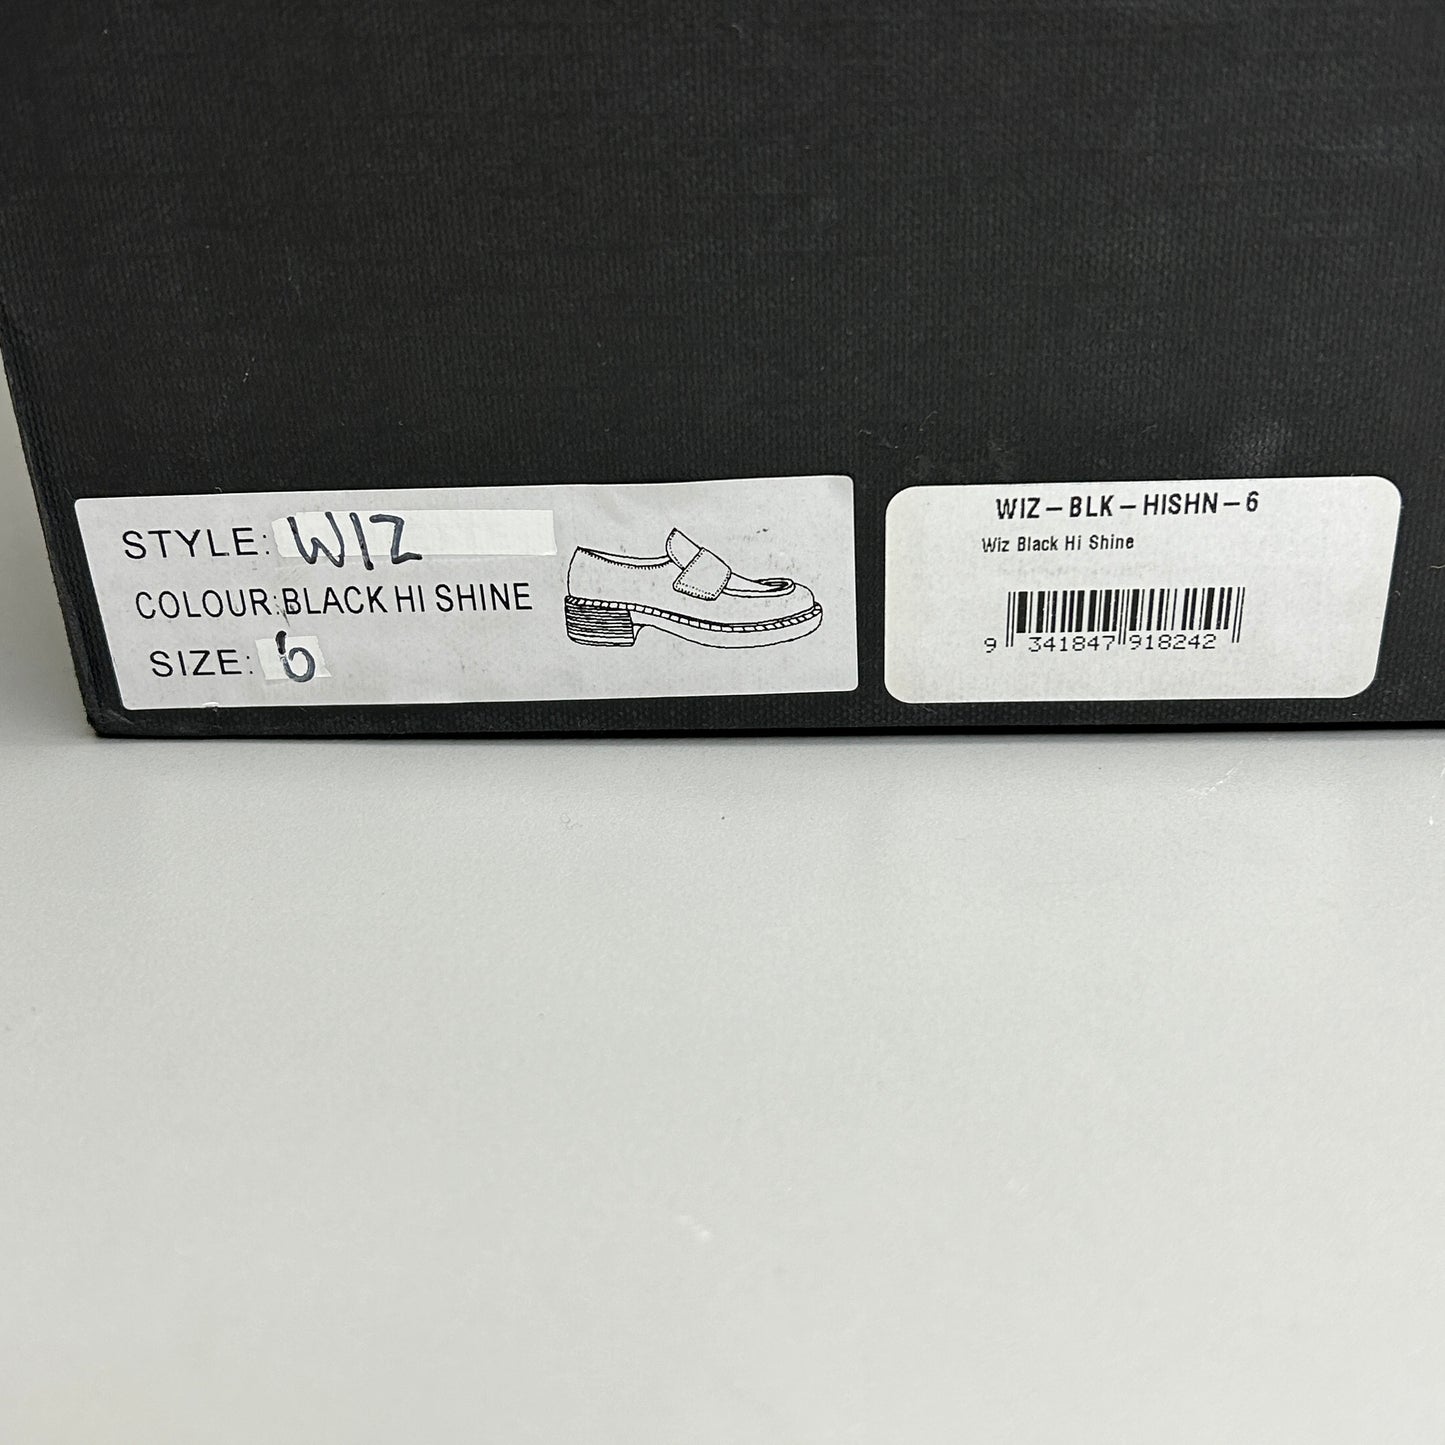 STYLE: WIZ
COLOUR:BLACK HI SHINE
SIZE: 6
WIZ-BLK-HISHN-6
Wiz Black Hi Shine
9 341847 918242